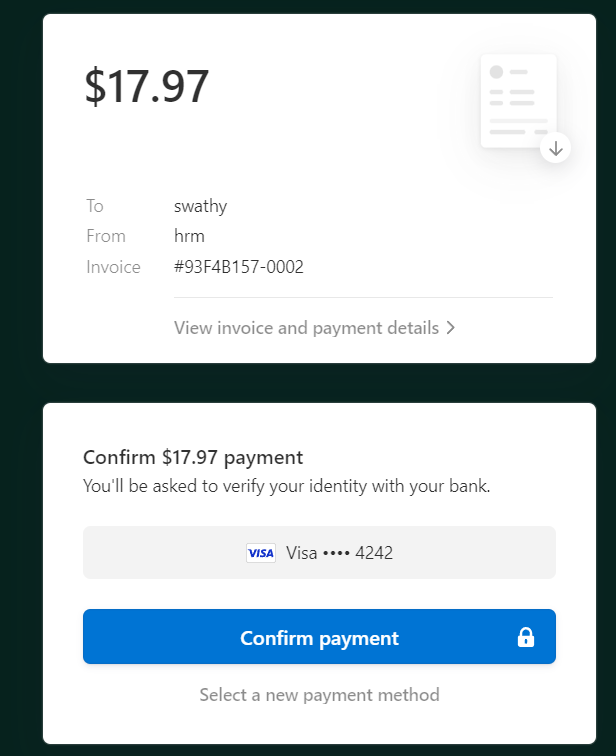 $17.97
To swathy
From hrm
Invoice #93F4B157-0002
View invoice and payment details
Confirm $17.97 payment
You'll be asked to verify your identity with your bank.
VISA Visa •••• 4242
Confirm payment
Select a new payment method